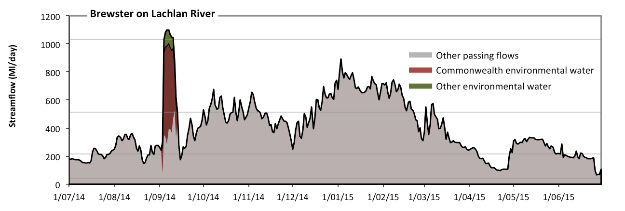 Brewster on Lachlan River
Streamflow (Ml/day)
1200
1000
800
600
400
200
0
Other passing flows
Commonwealth environmental water
Other environmental water
1/07/14 1/08/14 1/09/14 1/10/14 1/11/14 1/12/14 1/01/15 1/02/15 1/03/15 1/04/15 1/05/15 1/06/15